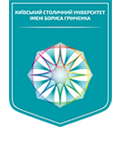 КИЇВСЬКИЙ СТОЛИЧНИЙ УНІВЕРСИТЕТ
ІМЕНІ БОРИСА ГРІНЧЕНКА